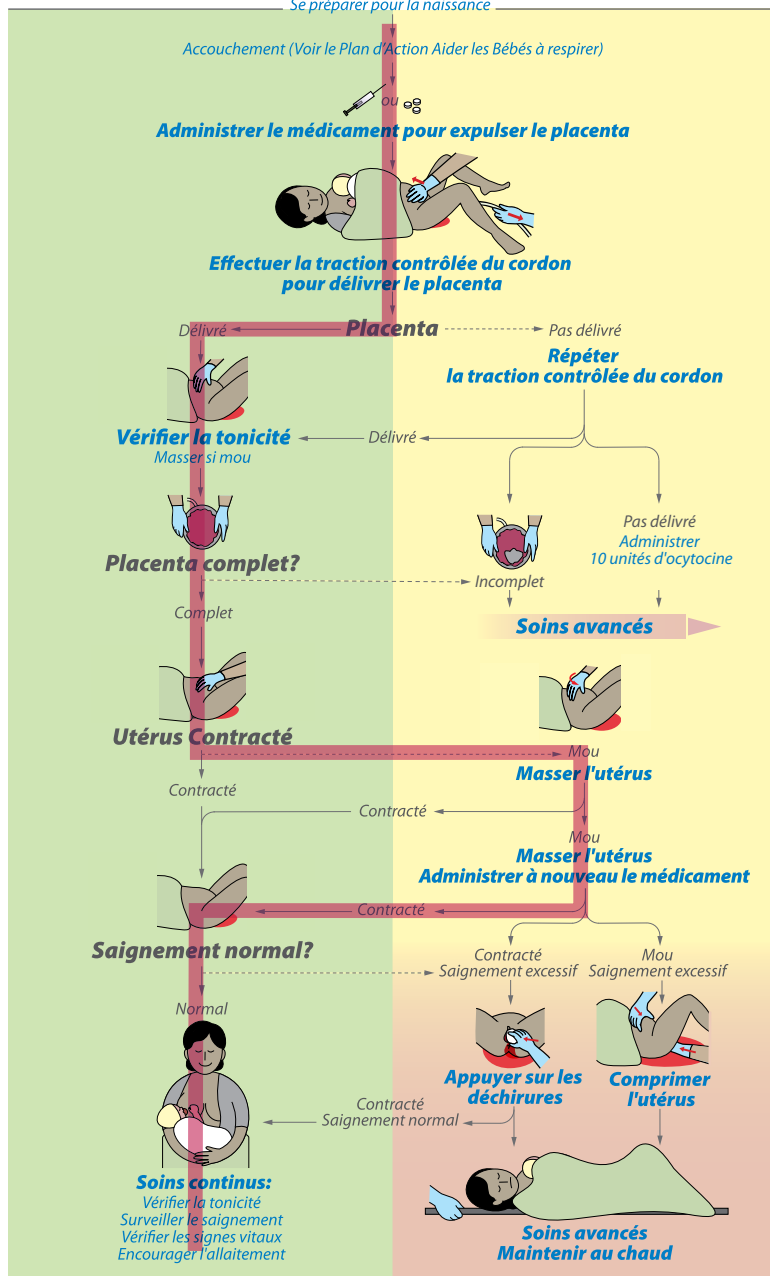 Se préparer pour la naissance
Accouchement (Voir le Plan d'Action Aider les Bébés à respirer)
ou
Administrer le médicament pour expulser le placenta
Effectuer la traction contrôlée du cordon
pour délivrer le placenta
Délivré
Placenta
Pas délivré
Répéter
la traction contrôlée du cordon
Vérifier la tonicité
Délivré
Masser si mou
Pas délivré
Administrer
10 unités d'ocytocine
Placenta complet?
Incomplet
Complet
Soins avancés
Utérus Contracté
Mou
Masser l'utérus
Contracté
Contracté
Mou
Masser l'utérus
Administrer à nouveau le médicament
Contracté
Saignement normal?
Contracté
Saignement excessif
Mou
Saignement excessif
Normal
Appuyer sur les
déchirures
Comprimer
l'utérus
Contracté
Saignement normal
Soins continus:
Vérifier la tonicité
Surveiller le saignement
Vérifier les signes vitaux
Encourager l'allaitement
Soins avancés
Maintenir au chaud